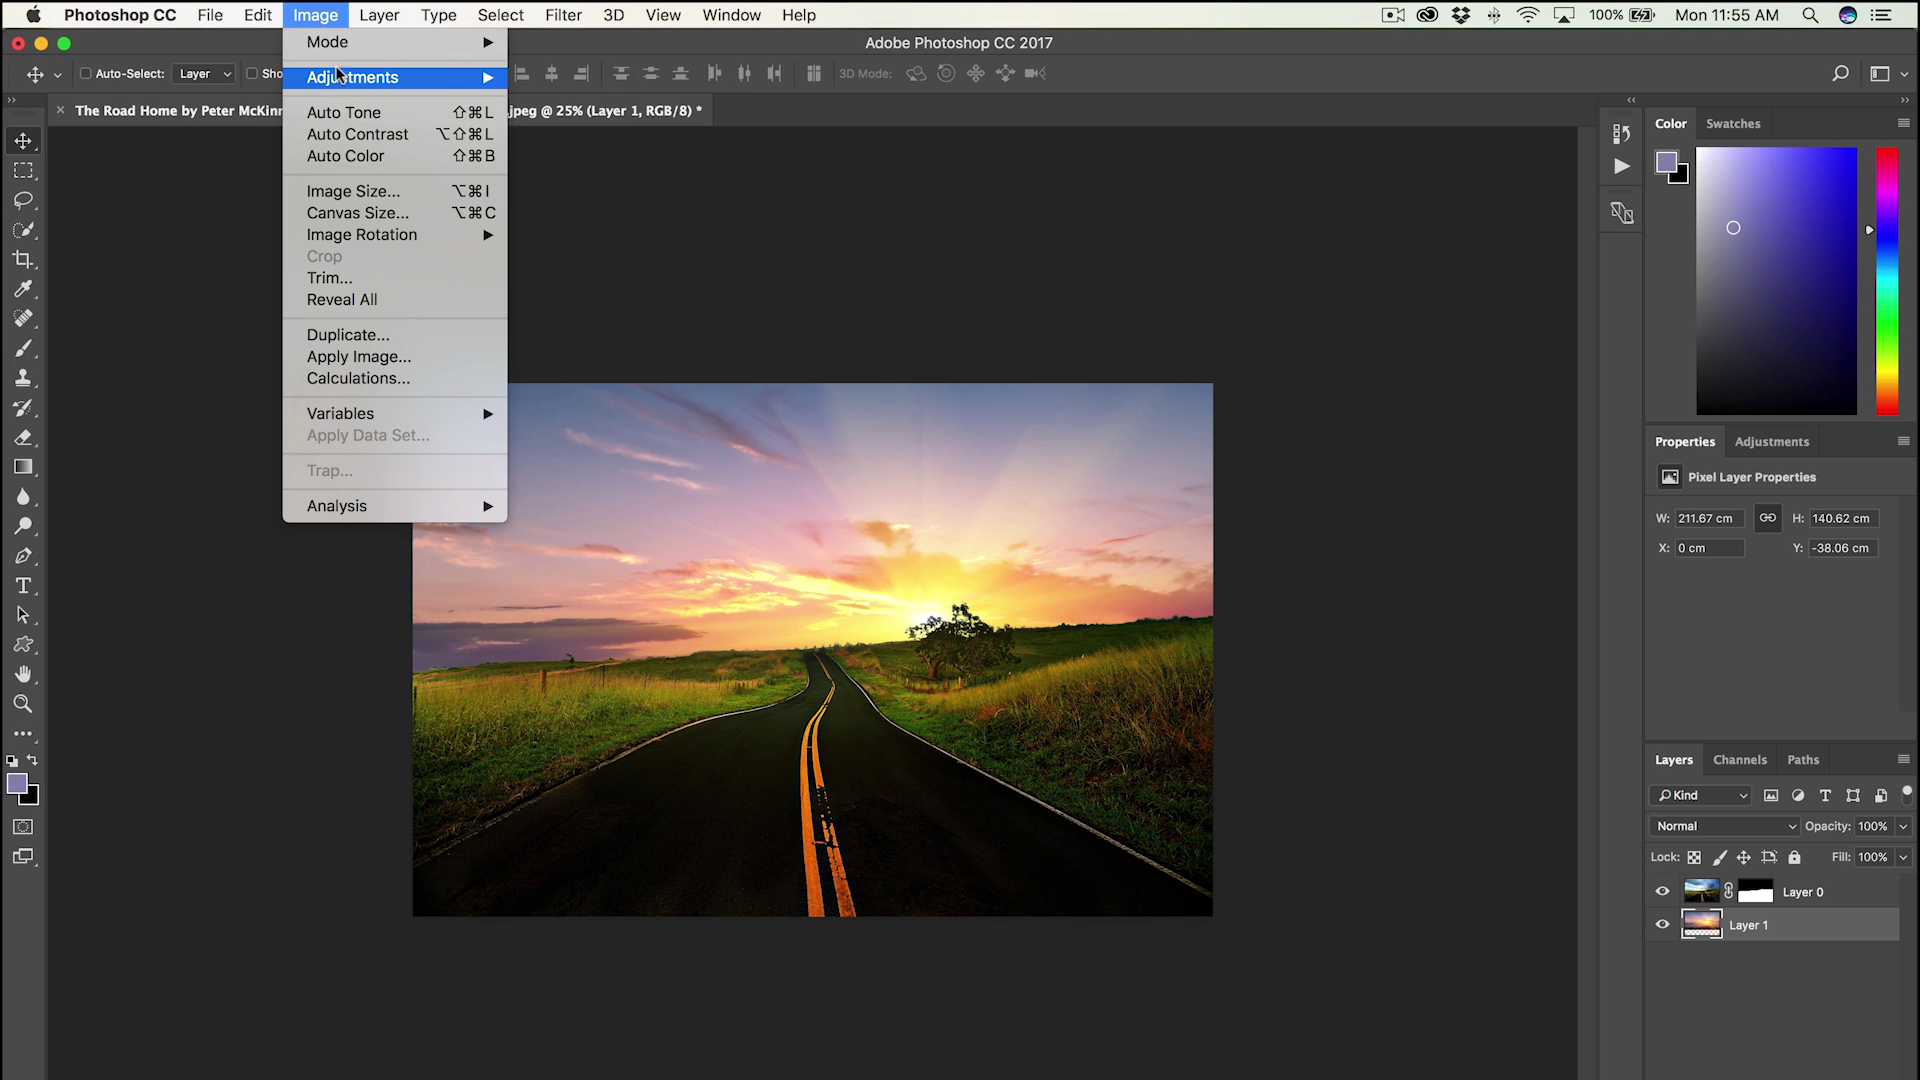 Photoshop CC File Edit Image Layer Type Select Filter 3D View Window Help 100% Mon 11:55 AM
Adobe Photoshop CC 2017
Auto-Select: Layer Sho 3D Mode:
The Road Home by Peter McKinn .jpeg @ 25% (Layer 1, RGB/8) *
Mode
Adjustments
Auto Tone ⇧⌘L
Auto Contrast ⌥⇧⌘L
Auto Color ⇧⌘B
Image Size... ⌥⌘I
Canvas Size... ⌥⌘C
Image Rotation
Crop
Trim...
Reveal All
Duplicate...
Apply Image...
Calculations...
Variables
Apply Data Set...
Trap...
Analysis
Color Swatches
Properties Adjustments
Pixel Layer Properties
W: 211.67 cm H: 140.62 cm
X: 0 cm Y: -38.06 cm
Layers Channels Paths
Kind
Normal Opacity: 100%
Lock: Fill: 100%
Layer 0
Layer 1